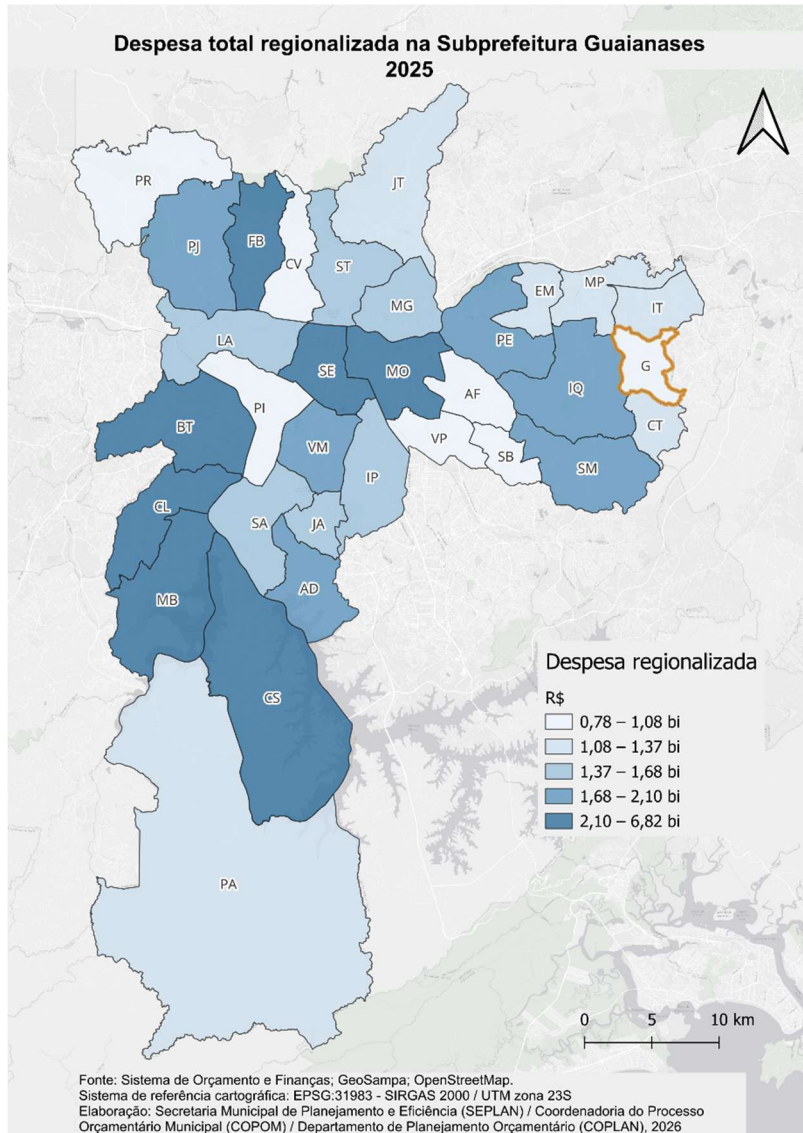 Despesa total regionalizada na Subprefeitura Guaianases
2025
PR
JT
PJ
FB
CV
ST
MG
EM
MP
IT
LA
PE
SE
MO
G
AF
IQ
PI
BT
CT
VM
VP
SB
SM
IP
CL
SA
JA
AD
MB
CS
PA
Despesa regionalizada
R$
0,78 – 1,08 bi
1,08 – 1,37 bi
1,37 – 1,68 bi
1,68 – 2,10 bi
2,10 – 6,82 bi
0 5 10 km
Fonte: Sistema de Orçamento e Finanças; GeoSampa; OpenStreetMap.
Sistema de referência cartográfica: EPSG:31983 - SIRGAS 2000 / UTM zona 23S
Elaboração: Secretaria Municipal de Planejamento e Eficiência (SEPLAN) / Coordenadoria do Processo
Orçamentário Municipal (COPOM) / Departamento de Planejamento Orçamentário (COPLAN), 2026